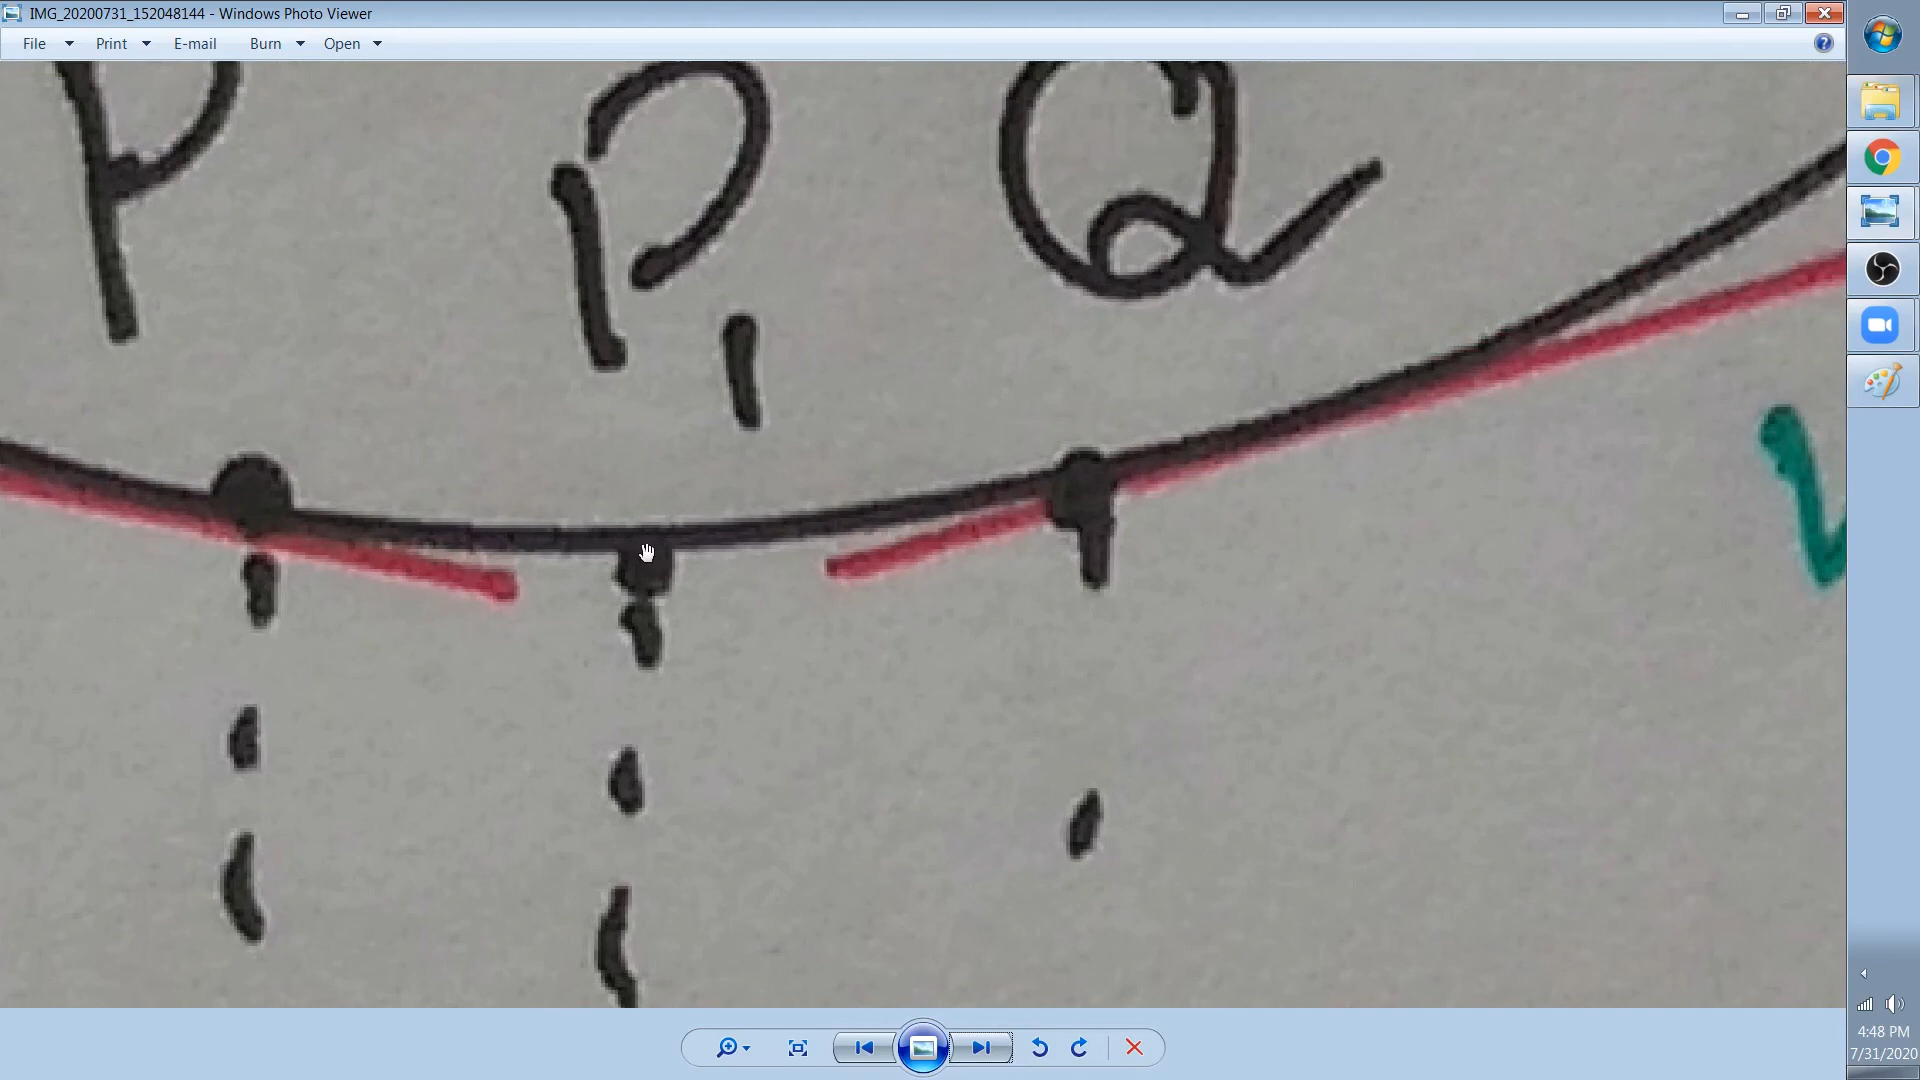 IMG_20200731_152048144 - Windows Photo Viewer
File Print E-mail Burn Open
P P1 Q
4:48 PM
7/31/2020